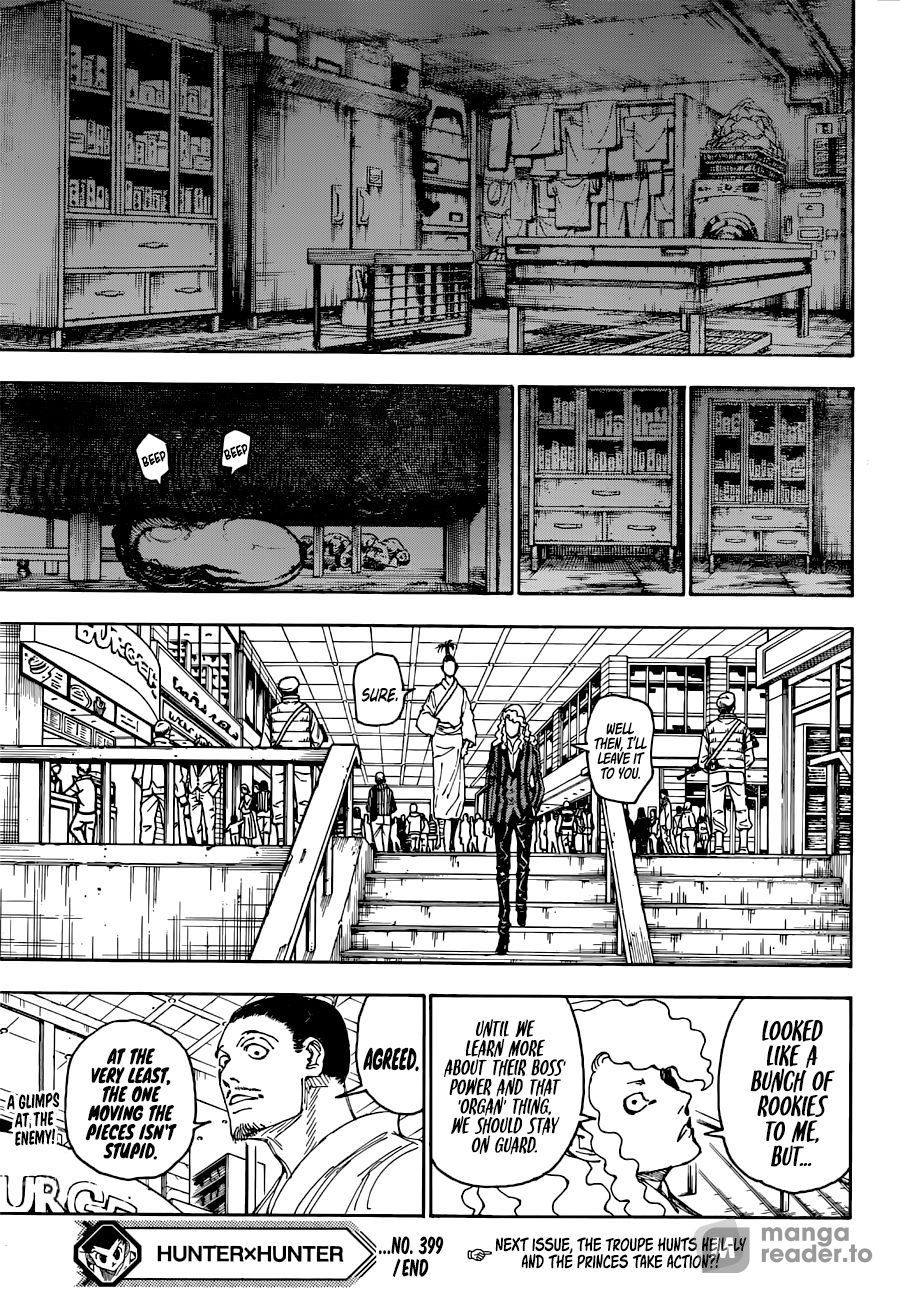 BEEP
BEEP
BURGER
WELL
THEN, I'LL
LEAVE IT
TO YOU.
SURE.
LOOKED
LIKE A
BUNCH OF
ROOKIES
TO ME,
BUT...
UNTIL WE
LEARN MORE
ABOUT THEIR BOSS'
POWER AND THAT
'ORGAN' THING,
WE SHOULD STAY
ON GUARD.
AGREED.
AT THE
VERY LEAST,
THE ONE
MOVING THE
PIECES ISN'T
STUPID.
A GLIMPS
AT THE
ENEMY!
URGE
HUNTER×HUNTER
...NO. 399
/END
NEXT ISSUE, THE TROUPE HUNTS HEIL-LY
AND THE PRINCES TAKE ACTION?!
manga
reader.to